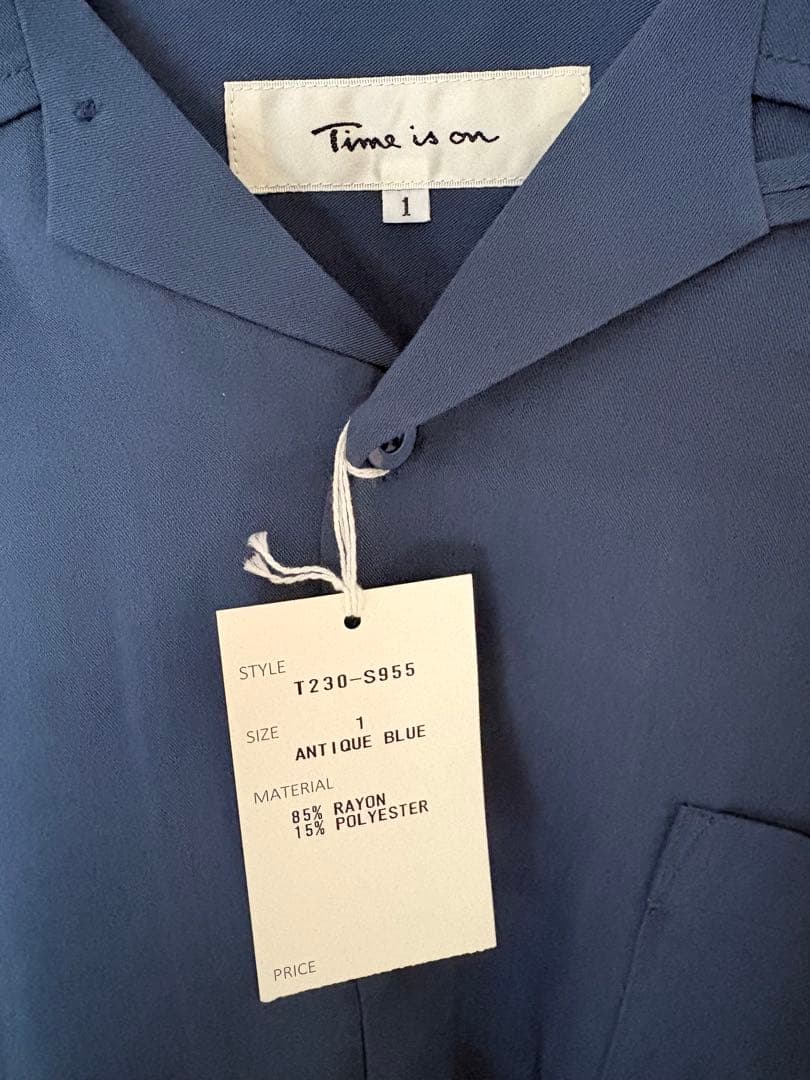 Time is on
1
STYLE
T230-S955
SIZE
1
ANTIQUE BLUE
MATERIAL
85% RAYON
15% POLYESTER
PRICE